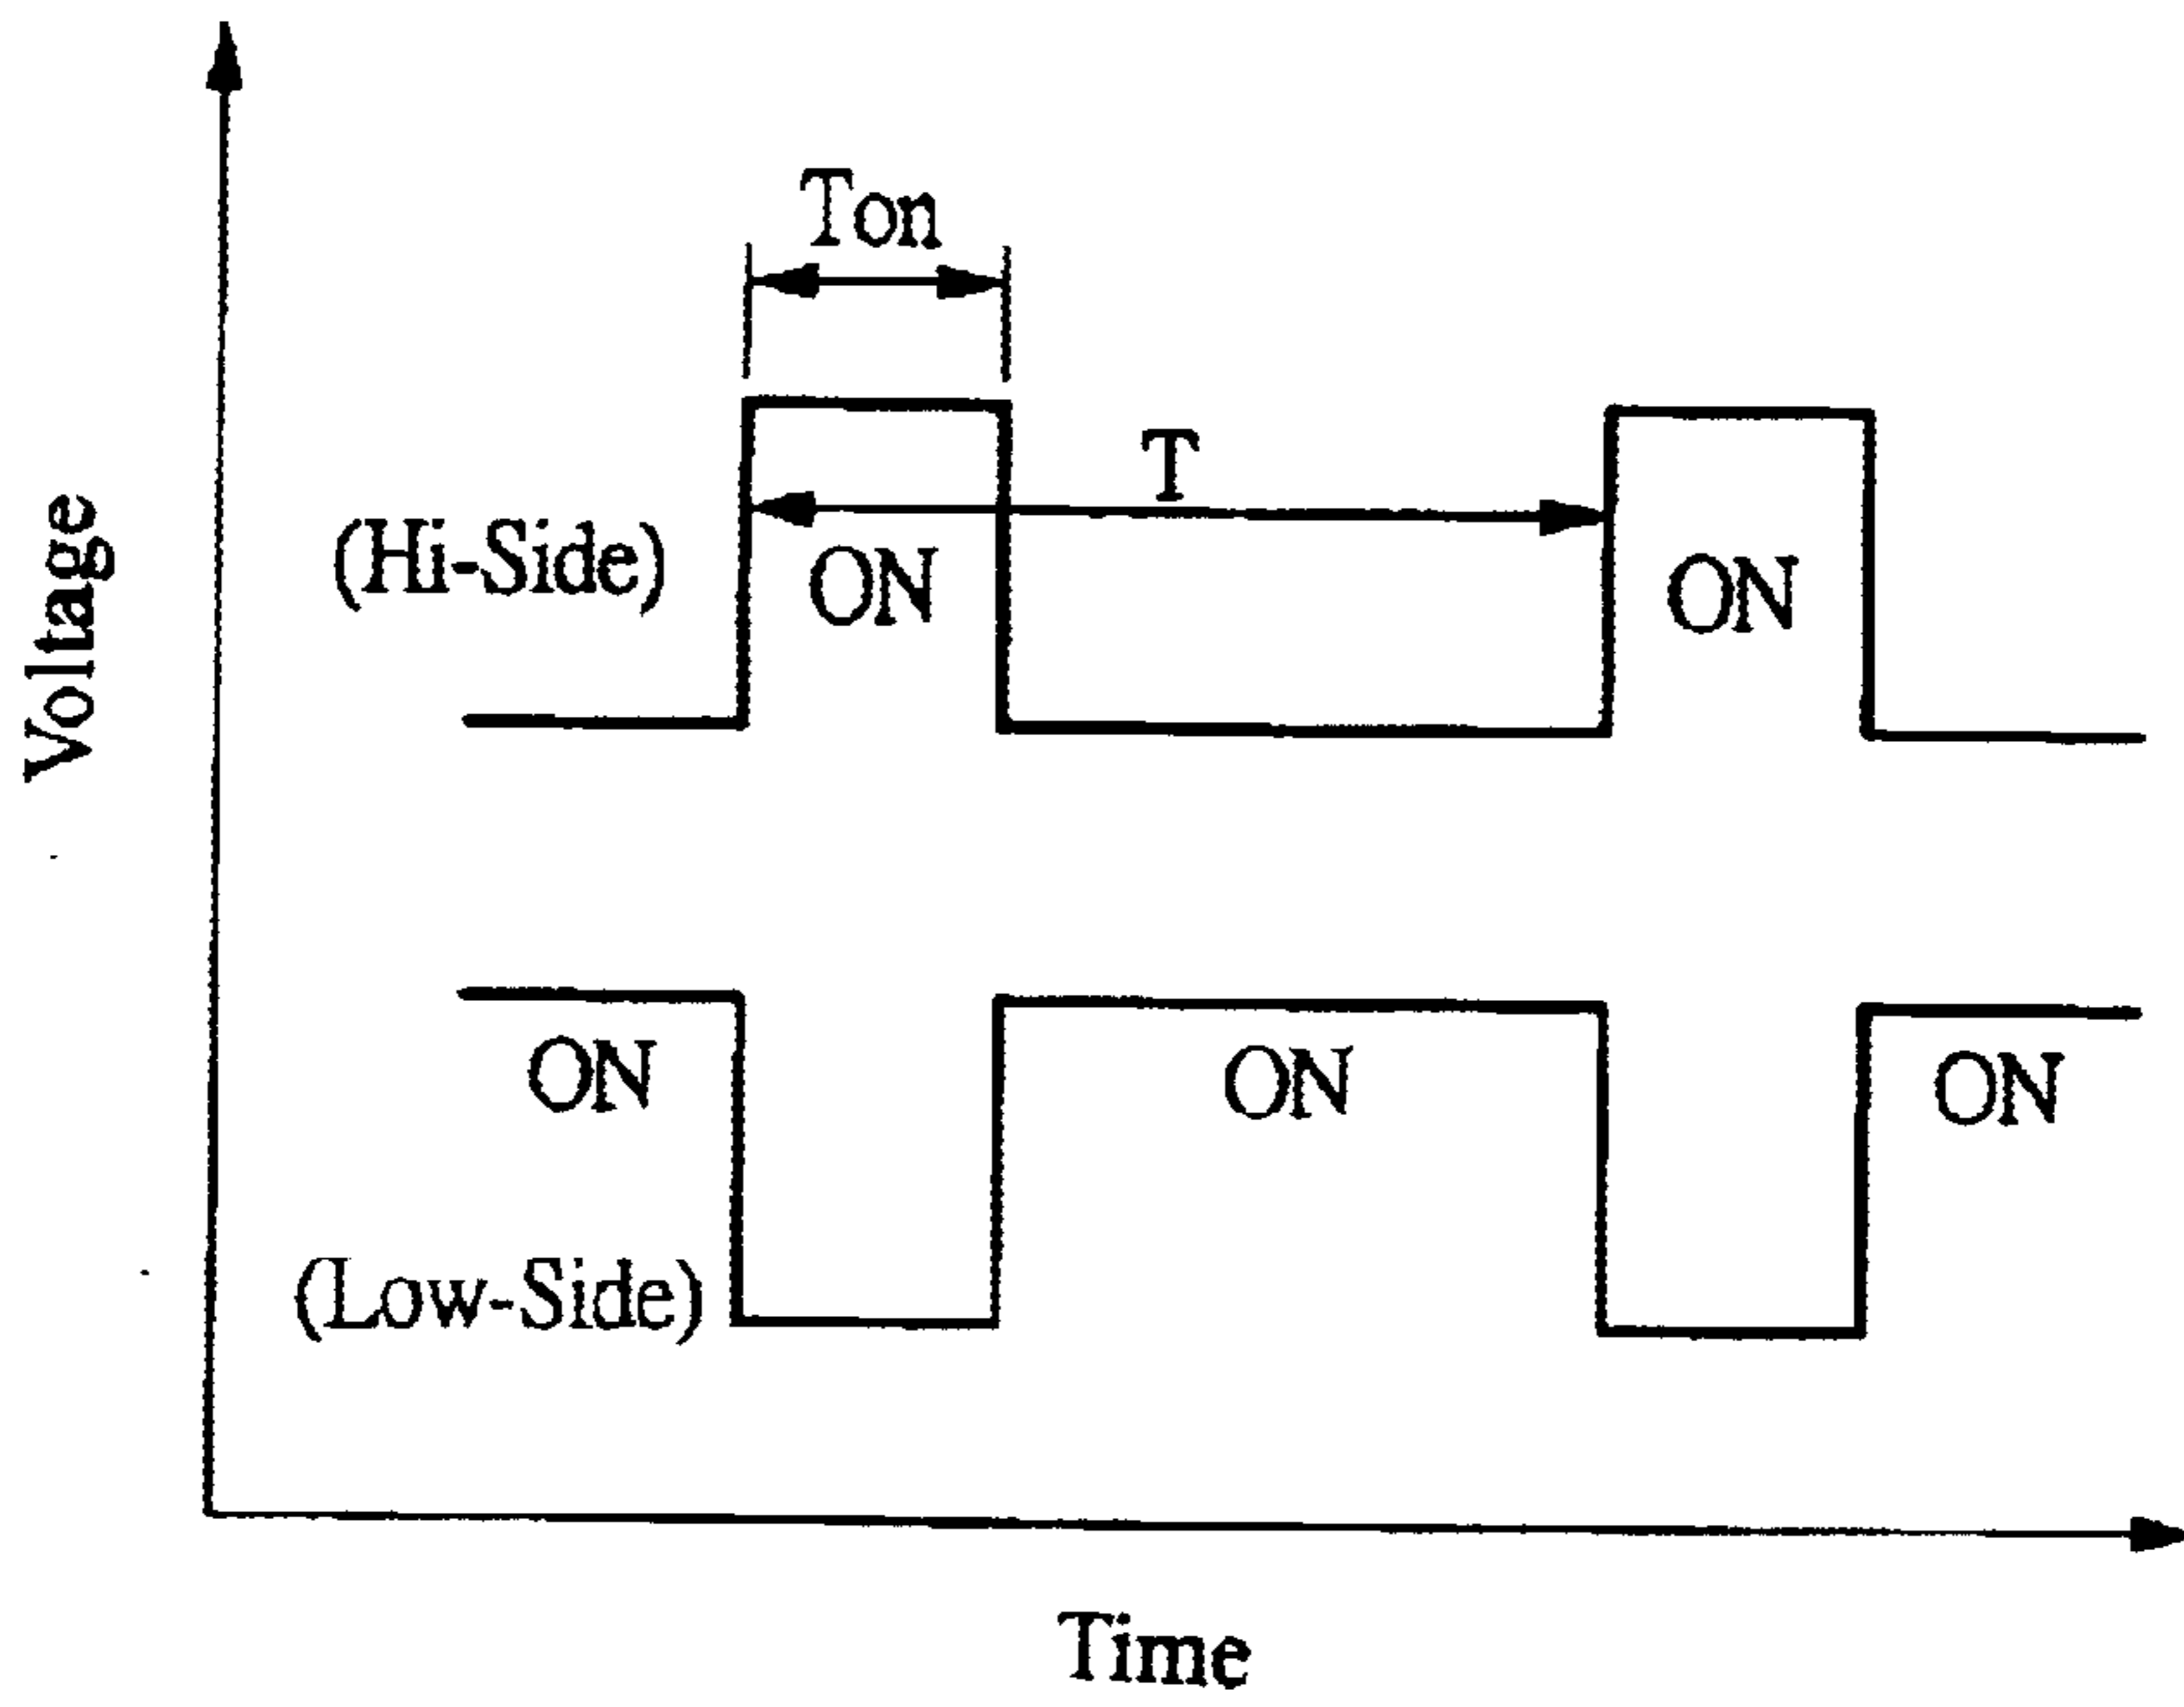 Ton
T
(Hi-Side)
ON
ON
Voltage
ON
ON
ON
(Low-Side)
Time